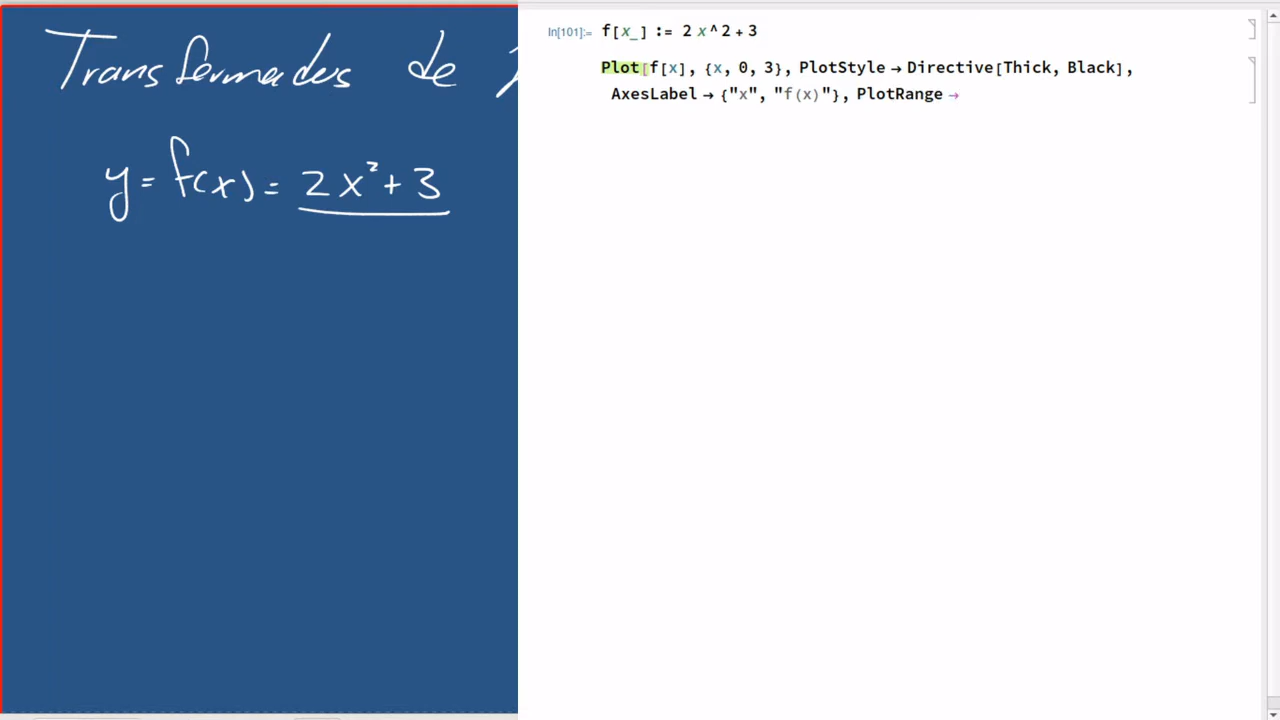 Transformadas de
y = f(x) = 2x² + 3
In[101]:= f[x_] := 2 x^2 + 3
Plot[f[x], {x, 0, 3}, PlotStyle → Directive[Thick, Black],
AxesLabel → {"x", "f(x)"}, PlotRange →